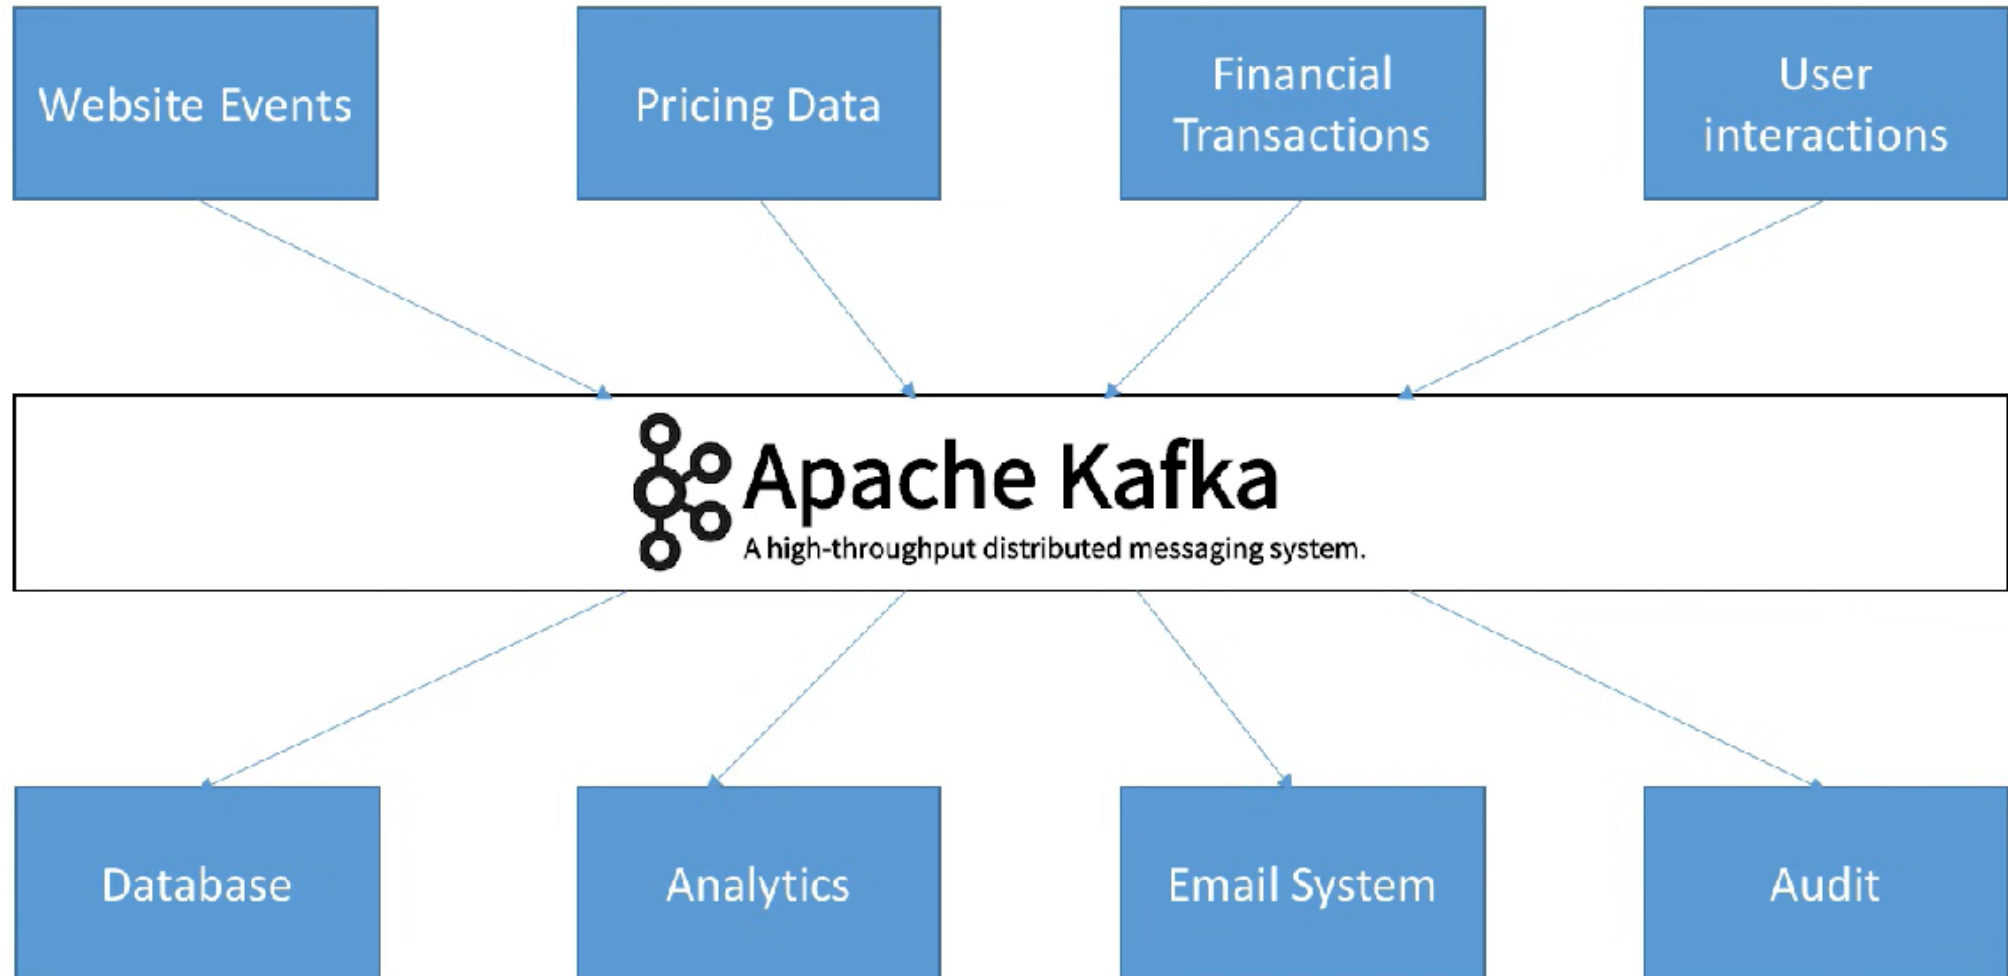 Website Events
Pricing Data
Financial
Transactions
User
interactions
Apache Kafka
A high-throughput distributed messaging system.
Database
Analytics
Email System
Audit